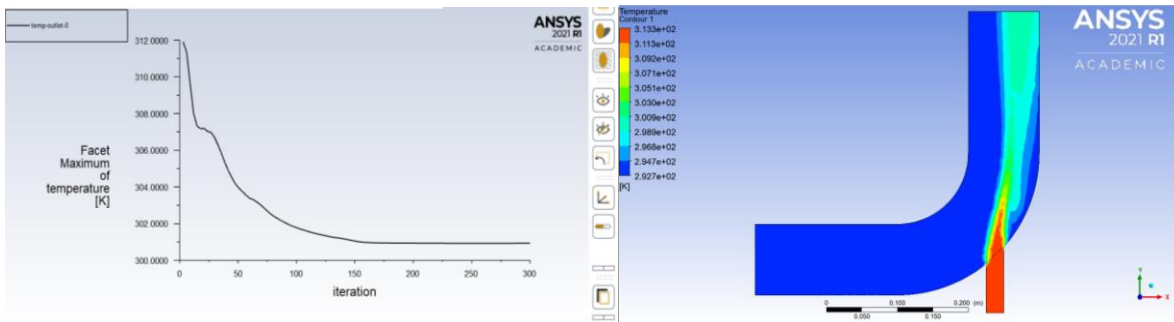 temp-outlet-0
ANSYS
2021 R1
ACADEMIC
312.0000
310.0000
308.0000
306.0000
304.0000
302.0000
300.0000
Facet
Maximum
of
temperature
[K]
0
50
100
150
200
250
300
iteration
Temperature
Contour 1
3.133e+02
3.113e+02
3.092e+02
3.071e+02
3.051e+02
3.030e+02
3.009e+02
2.989e+02
2.968e+02
2.947e+02
2.927e+02
[K]
ANSYS
2021 R1
ACADEMIC
0 0.100 0.200 (m)
0.050 0.150
Y
X